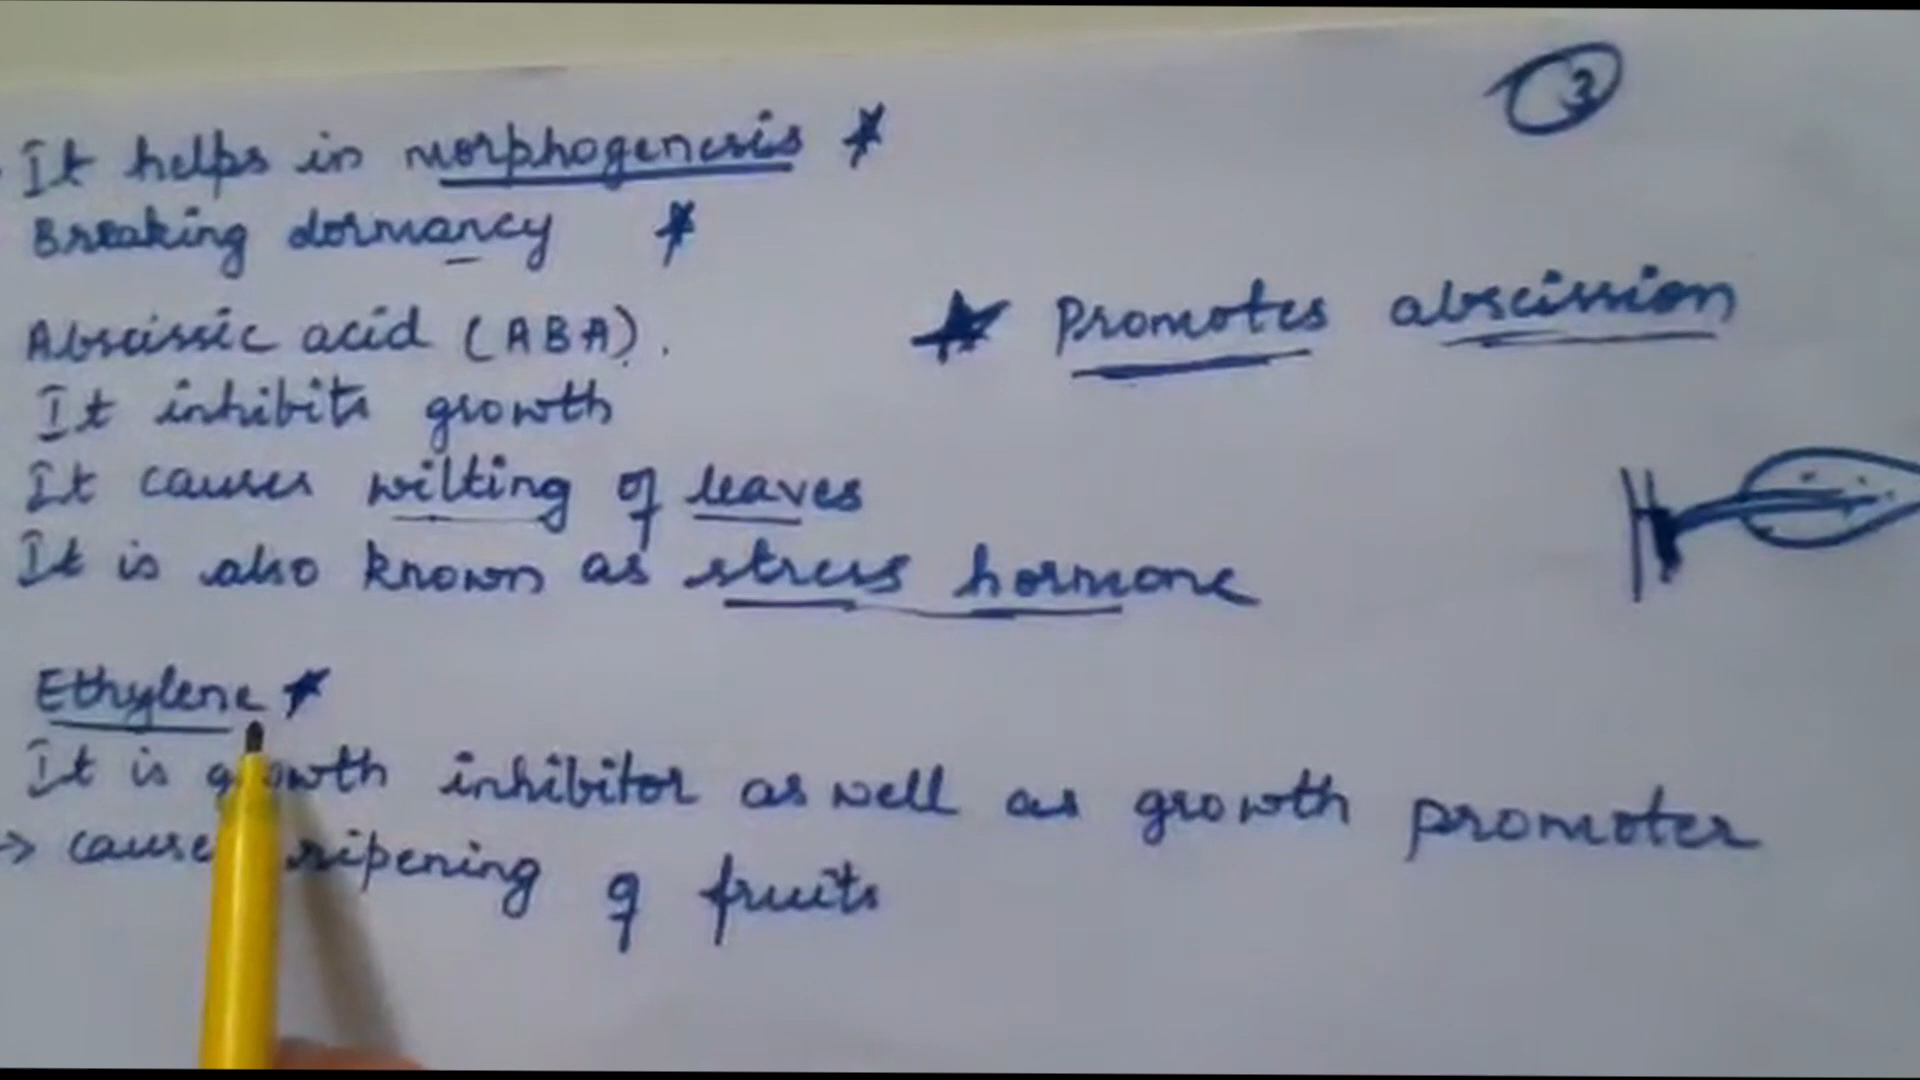 3
It helps in morphogenesis *
Breaking dormancy *
Abscissic acid (ABA).
* Promotes abscission
It inhibits growth
It causes wilting of leaves
It is also known as stress hormone
Ethylene *
It is growth inhibitor as well as growth promoter
→ cause ripening of fruits